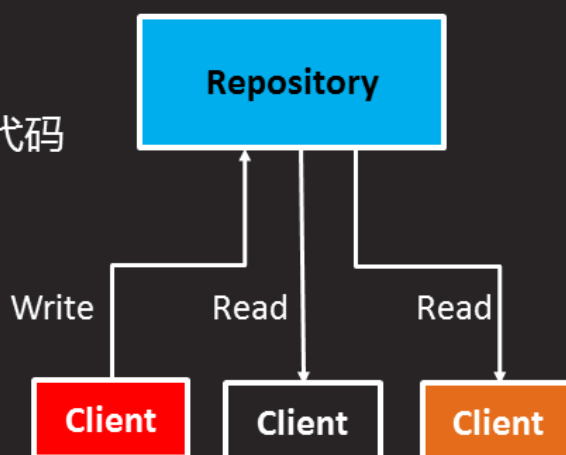 Repository
代码
Write
Read
Read
Client
Client
Client